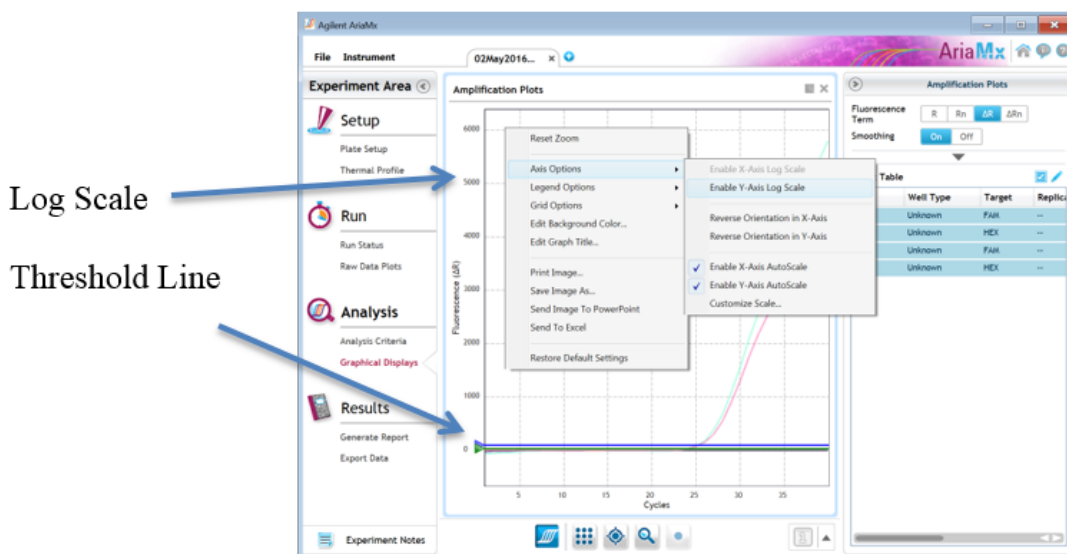 Log Scale
Threshold Line
Agilent AriaMx
File Instrument
02May2016...
AriaMx
Experiment Area
Setup
Plate Setup
Thermal Profile
Run
Run Status
Raw Data Plots
Analysis
Analysis Criteria
Graphical Displays
Results
Generate Report
Export Data
Experiment Notes
Amplification Plots
6000
5000
4000
3000
2000
1000
0
Fluorescence (ΔR)
5 10 15 20 25 30 35
Cycles
Reset Zoom
Axis Options
Legend Options
Grid Options
Edit Background Color...
Edit Graph Title...
Print Image...
Save Image As...
Send Image To PowerPoint
Send To Excel
Restore Default Settings
Enable X-Axis Log Scale
Enable Y-Axis Log Scale
Reverse Orientation in X-Axis
Reverse Orientation in Y-Axis
Enable X-Axis AutoScale
Enable Y-Axis AutoScale
Customize Scale...
Amplification Plots
Fluorescence
Term
R Rn ΔR ΔRn
Smoothing On Off
Table
Well Type Target Replica
Unknown FAM --
Unknown HEX --
Unknown FAM --
Unknown HEX --